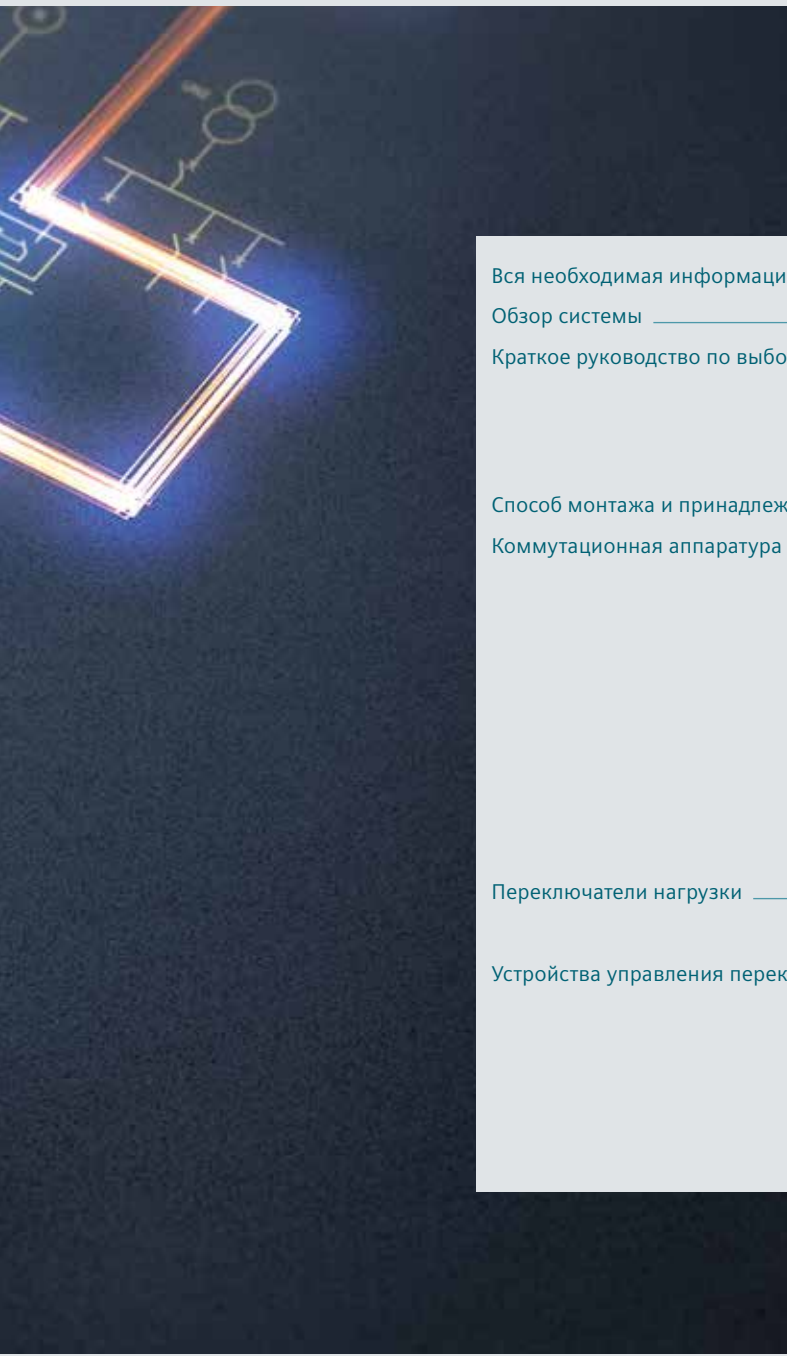 Вся необходимая информаци
Обзор системы
Краткое руководство по выбо
Способ монтажа и принадлеж
Коммутационная аппаратура
Переключатели нагрузки
Устройства управления перек